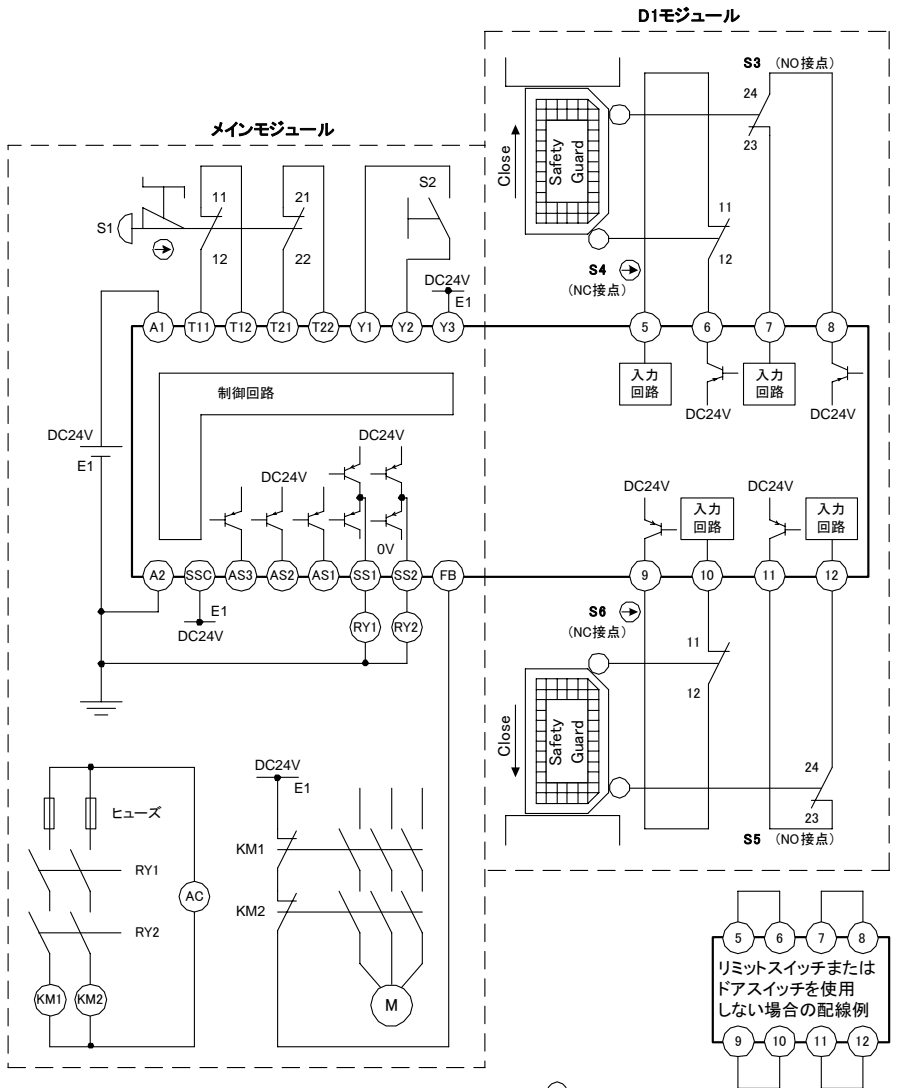 D1モジュール
メインモジュール
S3 (NO接点)
24
23
Close
Safety
Guard
11
12
S4
(NC接点)
S1
11
12
21
22
S2
DC24V
E1
A1
T11
T12
T21
T22
Y1
Y2
Y3
5
6
7
8
制御回路
入力
回路
DC24V
入力
回路
DC24V
DC24V
E1
DC24V
DC24V
0V
DC24V
入力
回路
DC24V
入力
回路
A2
SSC
AS3
AS2
AS1
SS1
SS2
FB
9
10
11
12
E1
DC24V
RY1
RY2
S6
(NC接点)
11
12
Close
Safety
Guard
24
23
S5 (NO接点)
ヒューズ
RY1
RY2
AC
KM1
KM2
DC24V
E1
KM1
KM2
M
5
6
7
8
リミットスイッチまたは
ドアスイッチを使用
しない場合の配線例
9
10
11
12